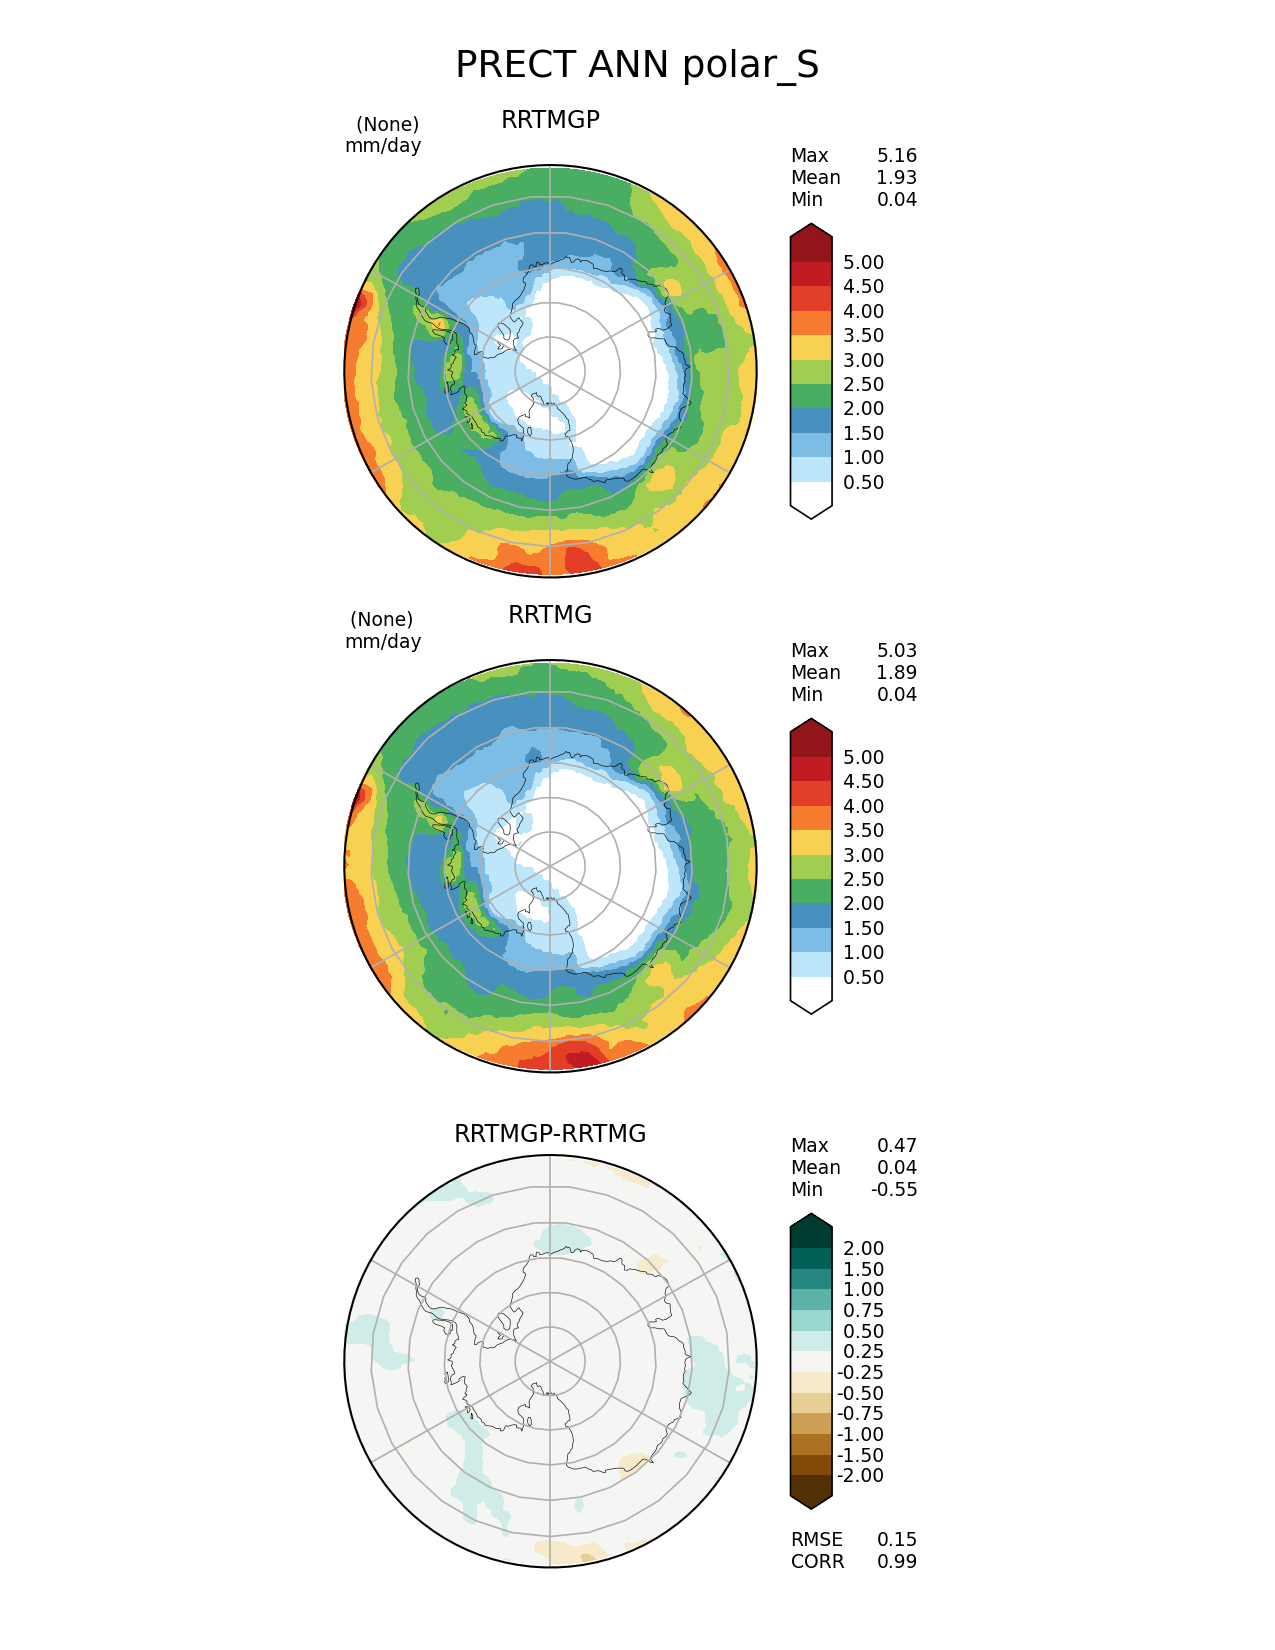 PRECT ANN polar_S
RRTMGP
(None)
mm/day
Max 5.16
Mean 1.93
Min 0.04
5.00
4.50
4.00
3.50
3.00
2.50
2.00
1.50
1.00
0.50
RRTMG
(None)
mm/day
Max 5.03
Mean 1.89
Min 0.04
5.00
4.50
4.00
3.50
3.00
2.50
2.00
1.50
1.00
0.50
RRTMGP-RRTMG
Max 0.47
Mean 0.04
Min -0.55
2.00
1.50
1.00
0.75
0.50
0.25
-0.25
-0.50
-0.75
-1.00
-1.50
-2.00
RMSE 0.15
CORR 0.99